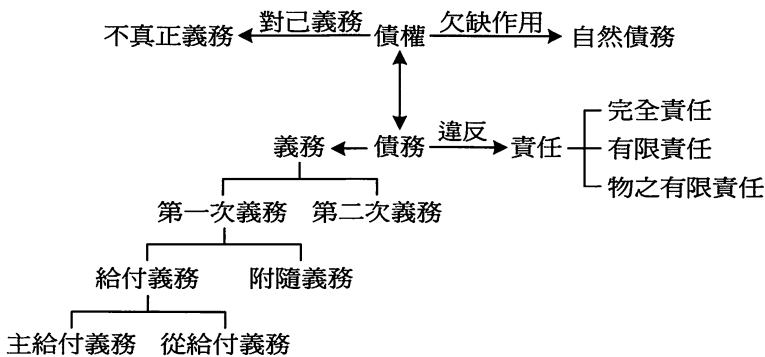 不真正義務 對己義務 債權 欠缺作用 自然債務
完全責任
義務 債務 違反 責任 有限責任
物之有限責任
第一次義務 第二次義務
給付義務 附隨義務
主給付義務 從給付義務